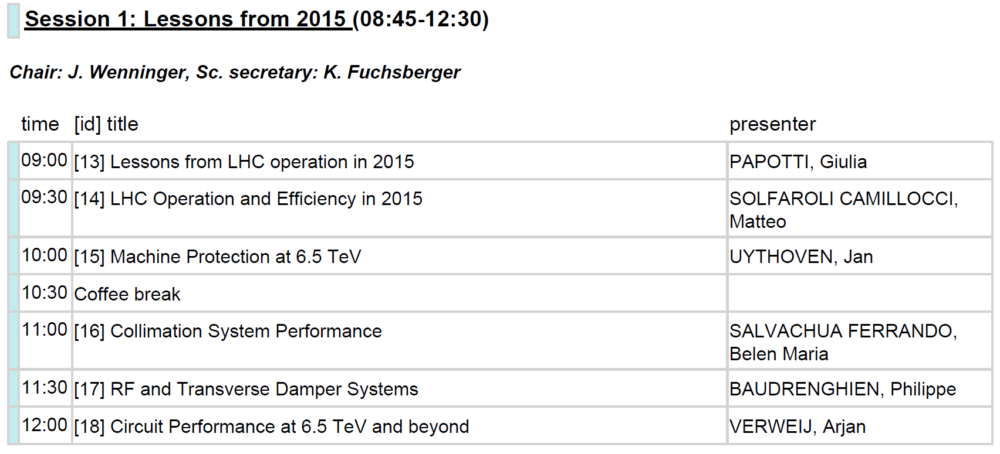 Session 1: Lessons from 2015 (08:45-12:30)
Chair: J. Wenninger, Sc. secretary: K. Fuchsberger
time [id] title presenter
09:00 [13] Lessons from LHC operation in 2015 PAPOTTI, Giulia
09:30 [14] LHC Operation and Efficiency in 2015 SOLFAROLI CAMILLOCCI,
Matteo
10:00 [15] Machine Protection at 6.5 TeV UYTHOVEN, Jan
10:30 Coffee break
11:00 [16] Collimation System Performance SALVACHUA FERRANDO,
Belen Maria
11:30 [17] RF and Transverse Damper Systems BAUDRENGHIEN, Philippe
12:00 [18] Circuit Performance at 6.5 TeV and beyond VERWEIJ, Arjan